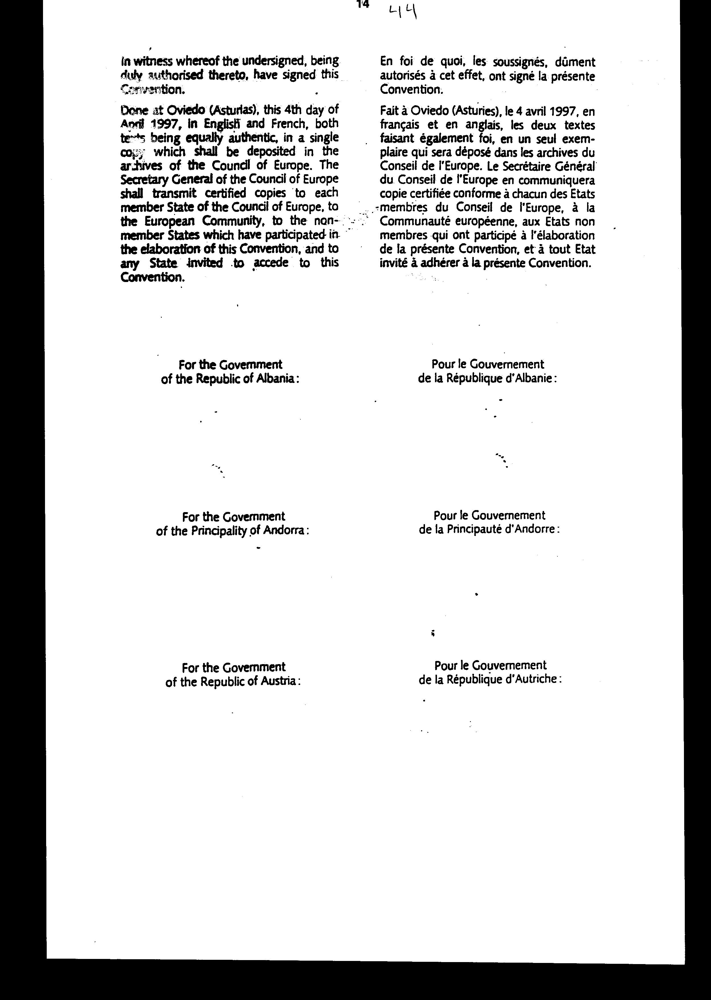 14 44
In witness whereof the undersigned, being
duly authorised thereto, have signed this
Convention.
Done at Oviedo (Asturias), this 4th day of
April 1997, in English and French, both
texts being equally authentic, in a single
copy which shall be deposited in the
archives of the Council of Europe. The
Secretary General of the Council of Europe
shall transmit certified copies to each
member State of the Council of Europe, to
the European Community, to the non-
member States which have participated in
the elaboration of this Convention, and to
any State invited to accede to this
Convention.
En foi de quoi, les soussignés, dûment
autorisés à cet effet, ont signé la présente
Convention.
Fait à Oviedo (Asturies), le 4 avril 1997, en
français et en anglais, les deux textes
faisant également foi, en un seul exem-
plaire qui sera déposé dans les archives du
Conseil de l'Europe. Le Secrétaire Général
du Conseil de l'Europe en communiquera
copie certifiée conforme à chacun des Etats
membres du Conseil de l'Europe, à la
Communauté européenne, aux Etats non
membres qui ont participé à l'élaboration
de la présente Convention, et à tout Etat
invité à adhérer à la présente Convention.
For the Government
of the Republic of Albania :
Pour le Gouvernement
de la République d'Albanie :
For the Government
of the Principality of Andorra :
Pour le Gouvernement
de la Principauté d'Andorre :
For the Government
of the Republic of Austria :
Pour le Gouvernement
de la République d'Autriche :